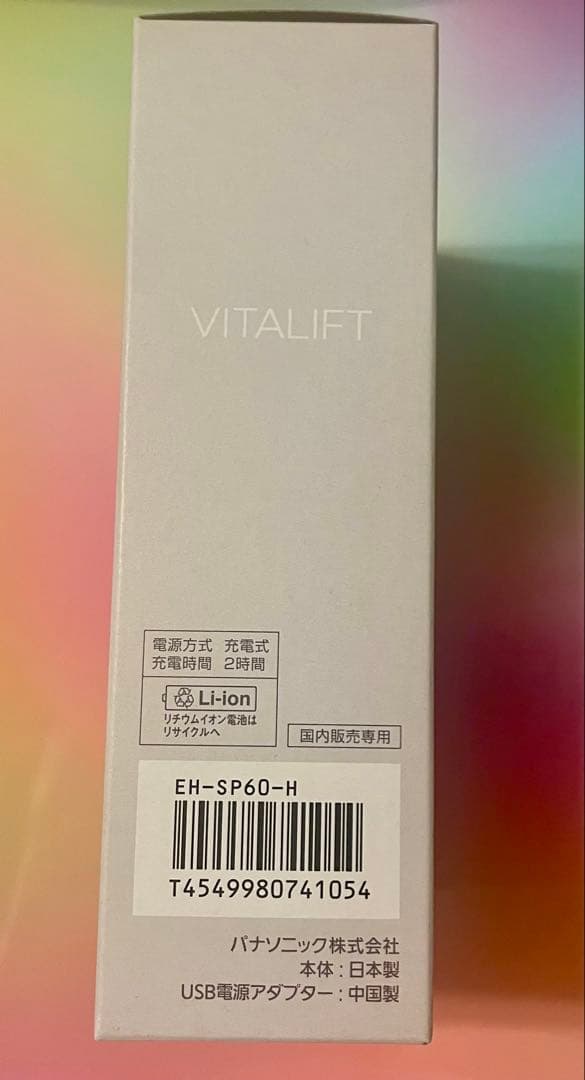 VITALIFT
電源方式 充電式
充電時間 2時間
Li-ion
リチウムイオン電池は
リサイクルへ
国内販売専用
EH-SP60-H
T4549980741054
パナソニック株式会社
本体:日本製
USB電源アダプター:中国製